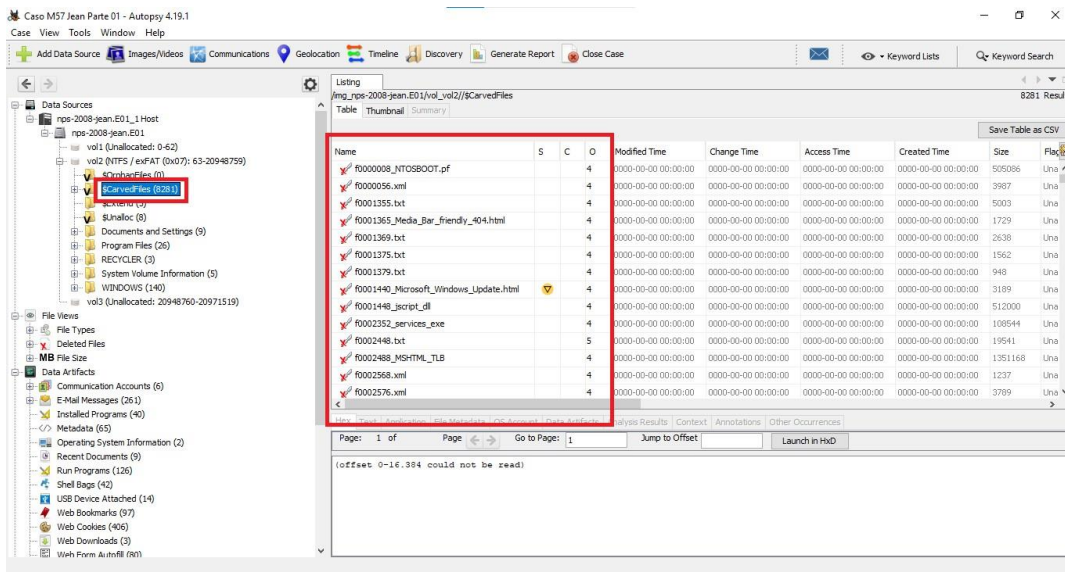 Caso M57 Jean Parte 01 - Autopsy 4.19.1
Case View Tools Window Help
Add Data Source Images/Videos Communications Geolocation Timeline Discovery Generate Report Close Case Keyword Lists Keyword Search
Data Sources
nps-2008-jean.E01_1 Host
nps-2008-jean.E01
vol1 (Unallocated: 0-62)
vol2 (NTFS / exFAT (0x07): 63-20948759)
$OrphanFiles (0)
$CarvedFiles (8281)
$Extend (5)
$Unalloc (8)
Documents and Settings (9)
Program Files (26)
RECYCLER (3)
System Volume Information (5)
WINDOWS (140)
vol3 (Unallocated: 20948760-20971519)
File Views
File Types
Deleted Files
MB File Size
Data Artifacts
Communication Accounts (6)
E-Mail Messages (261)
Installed Programs (40)
Metadata (65)
Operating System Information (2)
Recent Documents (9)
Run Programs (126)
Shell Bags (42)
USB Device Attached (14)
Web Bookmarks (97)
Web Cookies (406)
Web Downloads (3)
Web Form Autofill (80)
Listing
/img_nps-2008-jean.E01/vol_vol2//$CarvedFiles 8281 Resul
Table Thumbnail Summary
Save Table as CSV
Name S C O Modified Time Change Time Access Time Created Time Size Flag
f0000008_NTOSBOOT.pf 4 0000-00-00 00:00:00 0000-00-00 00:00:00 0000-00-00 00:00:00 0000-00-00 00:00:00 505086 Una
f0000056.xml 4 0000-00-00 00:00:00 0000-00-00 00:00:00 0000-00-00 00:00:00 0000-00-00 00:00:00 3987 Una
f0001355.txt 4 0000-00-00 00:00:00 0000-00-00 00:00:00 0000-00-00 00:00:00 0000-00-00 00:00:00 5003 Una
f0001365_Media_Bar_friendly_404.html 4 0000-00-00 00:00:00 0000-00-00 00:00:00 0000-00-00 00:00:00 0000-00-00 00:00:00 1729 Una
f0001369.txt 4 0000-00-00 00:00:00 0000-00-00 00:00:00 0000-00-00 00:00:00 0000-00-00 00:00:00 2638 Una
f0001375.txt 4 0000-00-00 00:00:00 0000-00-00 00:00:00 0000-00-00 00:00:00 0000-00-00 00:00:00 1562 Una
f0001379.txt 4 0000-00-00 00:00:00 0000-00-00 00:00:00 0000-00-00 00:00:00 0000-00-00 00:00:00 948 Una
f0001440_Microsoft_Windows_Update.html 4 0000-00-00 00:00:00 0000-00-00 00:00:00 0000-00-00 00:00:00 0000-00-00 00:00:00 3189 Una
f0001448_jscript_dll 4 0000-00-00 00:00:00 0000-00-00 00:00:00 0000-00-00 00:00:00 0000-00-00 00:00:00 512000 Una
f0002352_services_exe 4 0000-00-00 00:00:00 0000-00-00 00:00:00 0000-00-00 00:00:00 0000-00-00 00:00:00 108544 Una
f0002448.txt 5 0000-00-00 00:00:00 0000-00-00 00:00:00 0000-00-00 00:00:00 0000-00-00 00:00:00 19541 Una
f0002488_MSHTML_TLB 4 0000-00-00 00:00:00 0000-00-00 00:00:00 0000-00-00 00:00:00 0000-00-00 00:00:00 1351168 Una
f0002568.xml 4 0000-00-00 00:00:00 0000-00-00 00:00:00 0000-00-00 00:00:00 0000-00-00 00:00:00 1237 Una
f0002576.xml 4 0000-00-00 00:00:00 0000-00-00 00:00:00 0000-00-00 00:00:00 0000-00-00 00:00:00 3789 Una
Hex Text Application File Metadata OS Account Data Artifacts Analysis Results Context Annotations Other Occurrences
Page: 1 of Page Go to Page: 1 Jump to Offset Launch in HxD
(offset 0-16.384 could not be read)